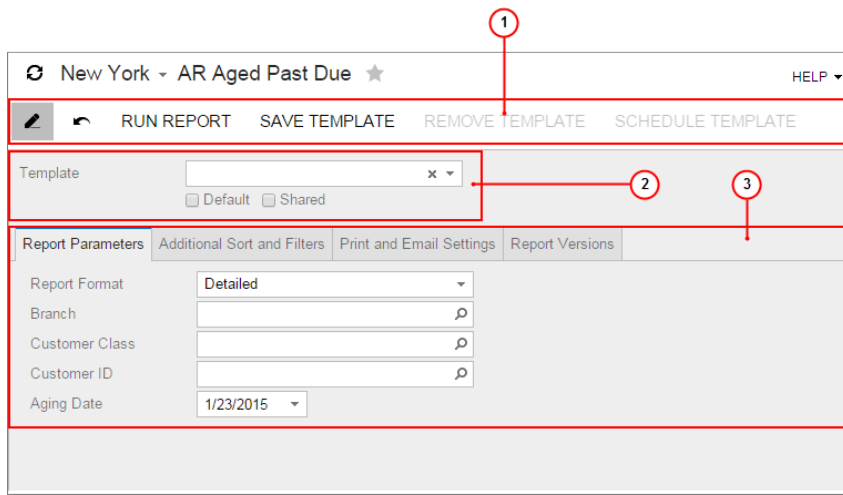 1
New York - AR Aged Past Due
HELP
RUN REPORT SAVE TEMPLATE REMOVE TEMPLATE SCHEDULE TEMPLATE
Template
2
3
Default Shared
Report Parameters Additional Sort and Filters Print and Email Settings Report Versions
Report Format Detailed
Branch
Customer Class
Customer ID
Aging Date 1/23/2015